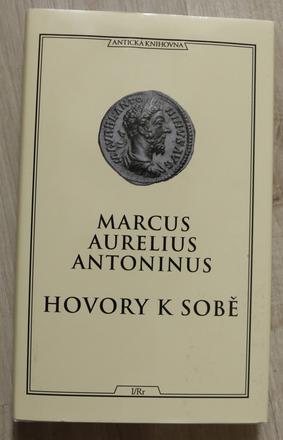 ANTICKÁ KNIHOVNA
MARCUS
AURELIUS
ANTONINUS
HOVORY K SOBĚ
I/Rr